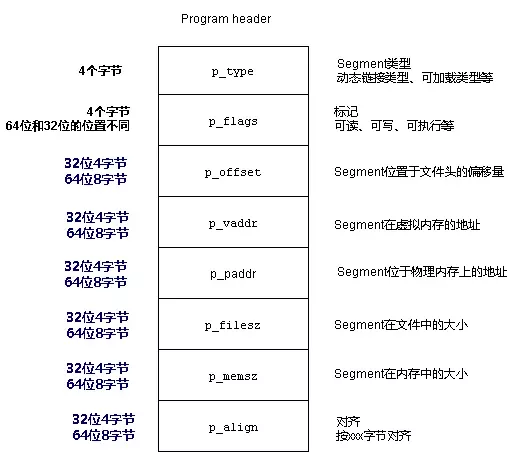 Program header
4个字节
p_type
Segment类型
动态链接类型、可加载类型等
4个字节
64位和32位的位置不同
p_flags
标记
可读、可写、可执行等
32位4字节
64位8字节
p_offset
Segment位置于文件头的偏移量
32位4字节
64位8字节
p_vaddr
Segment在虚拟内存的地址
32位4字节
64位8字节
p_paddr
Segment位于物理内存上的地址
32位4字节
64位8字节
p_filesz
Segment在文件中的大小
32位4字节
64位8字节
p_memsz
Segment在内存中的大小
32位4字节
64位8字节
p_align
对齐
按xxx字节对齐